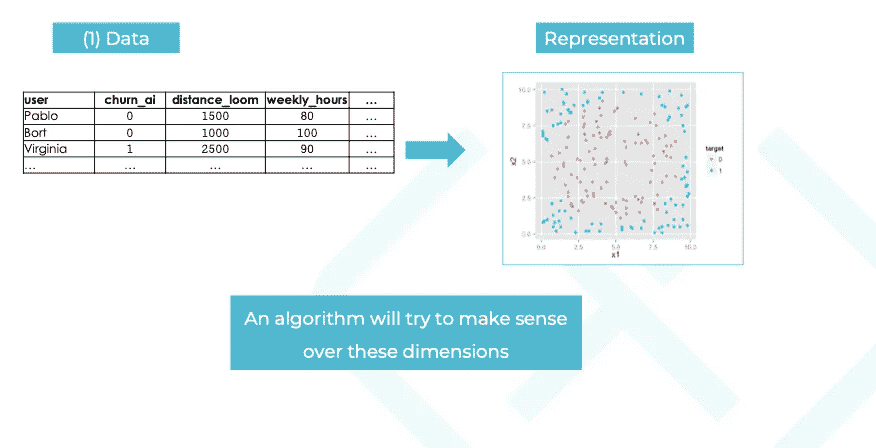 (1) Data
Representation
user churn_ai distance_loom weekly_hours ...
Pablo 0 1500 80 ...
Bort 0 1000 100 ...
Virginia 1 2500 90 ...
... ... ... ... ...
10.0
7.5
5.0
2.5
0.0
x2
0.0 2.5 5.0 7.5 10.0
x1
target
0
1
An algorithm will try to make sense
over these dimensions